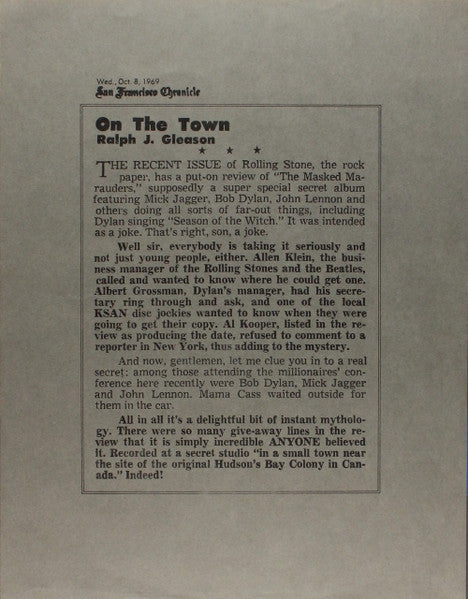 Wed., Oct. 8, 1969
San Francisco Chronicle
On The Town
Ralph J. Gleason
★ ★ ★
THE RECENT ISSUE of Rolling Stone, the rock
paper, has a put-on review of "The Masked Ma-
rauders," supposedly a super special secret album
featuring Mick Jagger, Bob Dylan, John Lennon and
others doing all sorts of far-out things, including
Dylan singing "Season of the Witch." It was intended
as a joke. That's right, son, a joke.
Well sir, everybody is taking it seriously and
not just young people, either. Allen Klein, the busi-
ness manager of the Rolling Stones and the Beatles,
called and wanted to know where he could get one.
Albert Grossman, Dylan's manager, had his secre-
tary ring through and ask, and one of the local
KSAN disc jockies wanted to know when they were
going to get their copy. Al Kooper, listed in the re-
view as producing the date, refused to comment to a
reporter in New York, thus adding to the mystery.
And now, gentlemen, let me clue you in to a real
secret: among those attending the millionaires' con-
ference here recently were Bob Dylan, Mick Jagger
and John Lennon. Mama Cass waited outside for
them in the car.
All in all it's a delightful bit of instant mytholo-
gy. There were so many give-away lines in the re-
view that it is simply incredible ANYONE believed
it. Recorded at a secret studio "in a small town near
the site of the original Hudson's Bay Colony in Can-
ada." Indeed!